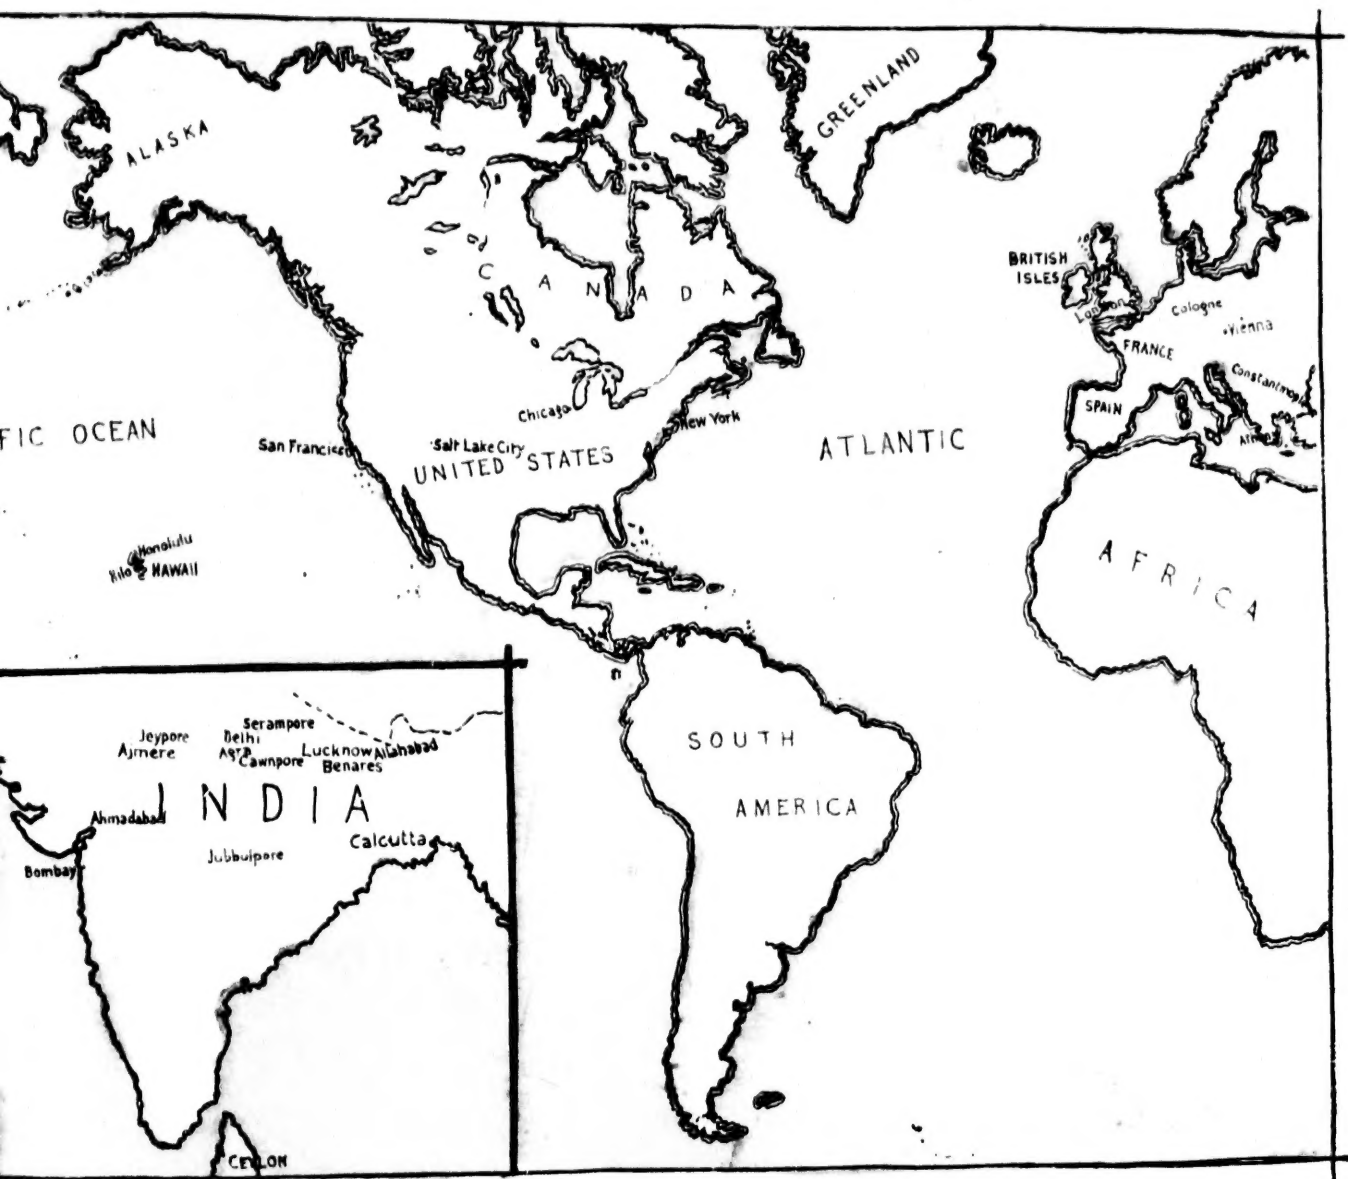 GREENLAND
ALASKA
BRITISH
ISLES
London
Cologne
Vienna
CANADA
FRANCE
SPAIN
Chicago
New York
San Francisco
Salt Lake City
UNITED STATES
FIC OCEAN
ATLANTIC
Honolulu
Hilo HAWAII
AFRICA
SOUTH
AMERICA
Serampore
Jeypore Delhi
Ajmere Agra Lucknow Allahabad
Cawnpore Benares
INDIA
Ahmadabad
Calcutta
Jubbulpore
Bombay
CEYLON